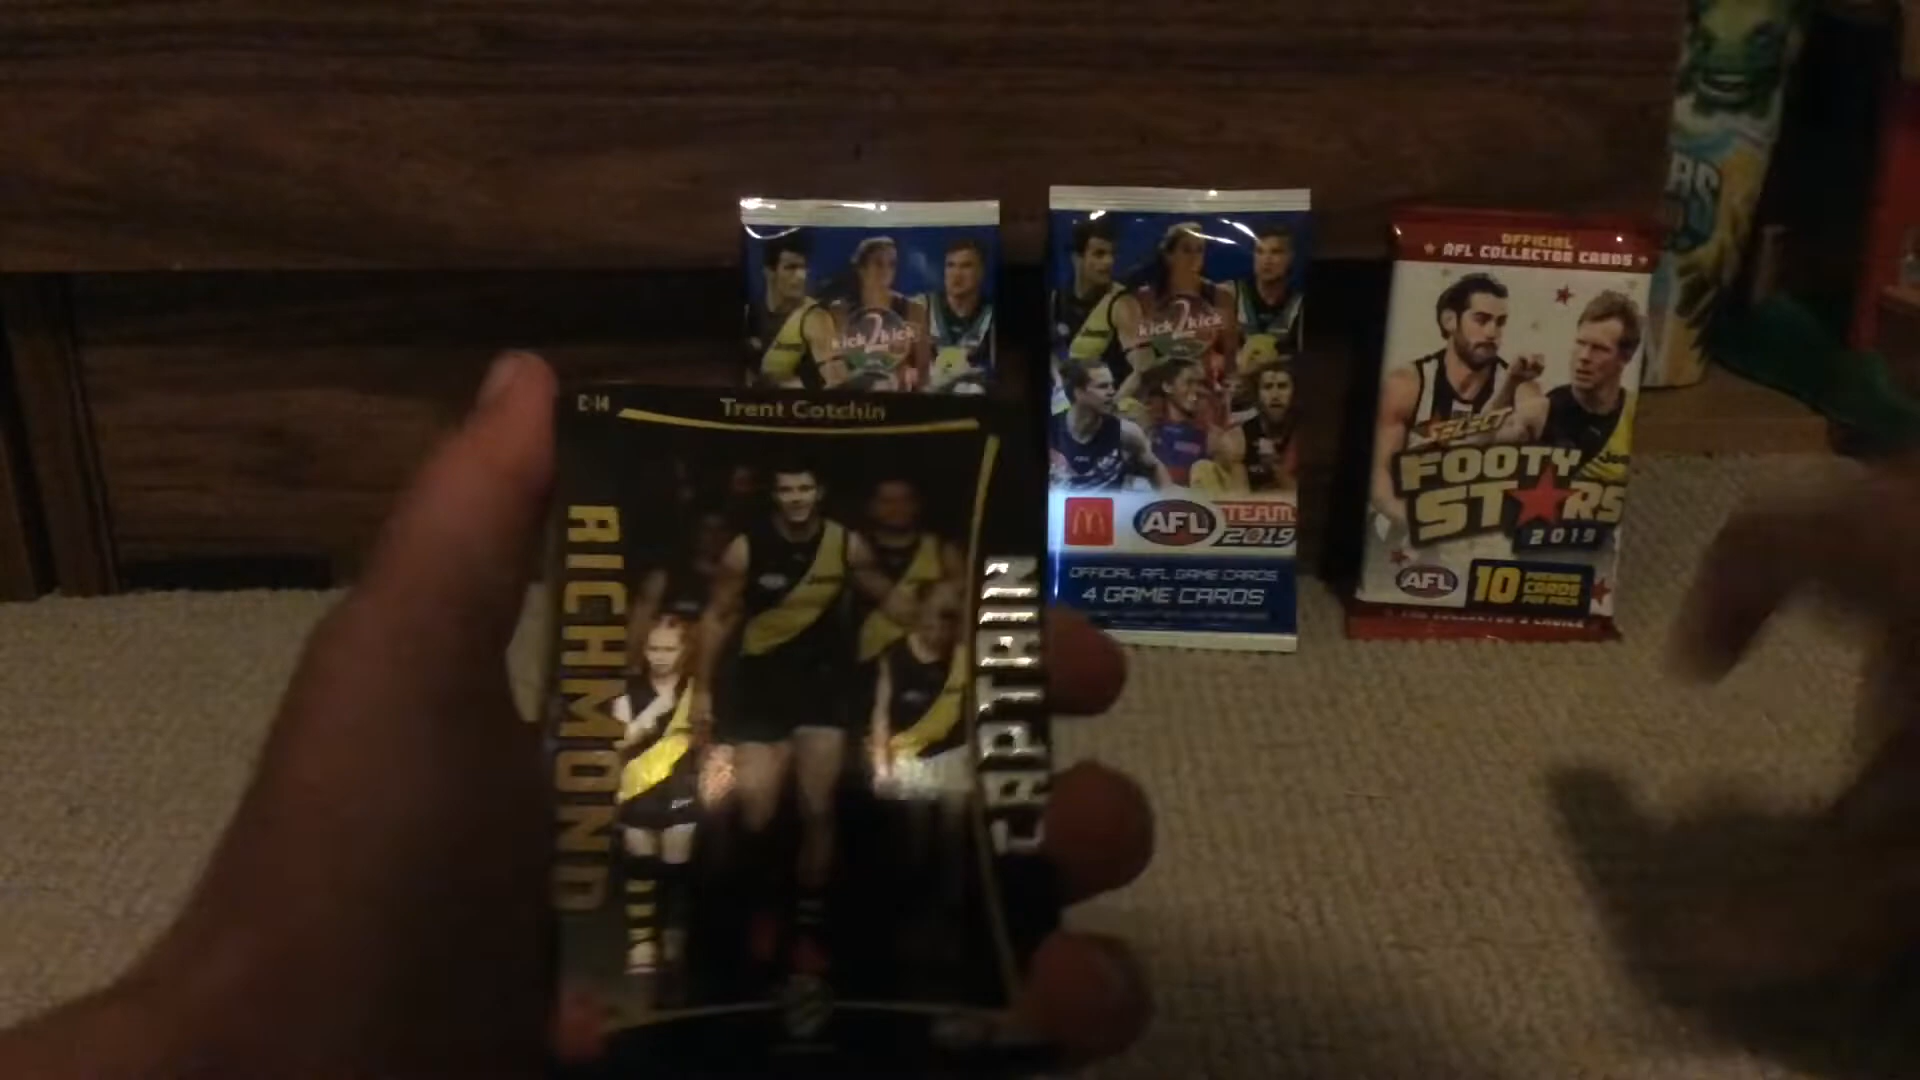 kick2kick
kick2kick
OFFICIAL
AFL COLLECTOR CARDS
C-14
Trent Cotchin
RICHMOND
CAPTAIN
AFL
TEAM
2019
OFFICIAL AFL GAME CARDS
4 GAME CARDS
SELECT
FOOTY
STARS
2019
AFL
10
CARDS
PER PACK